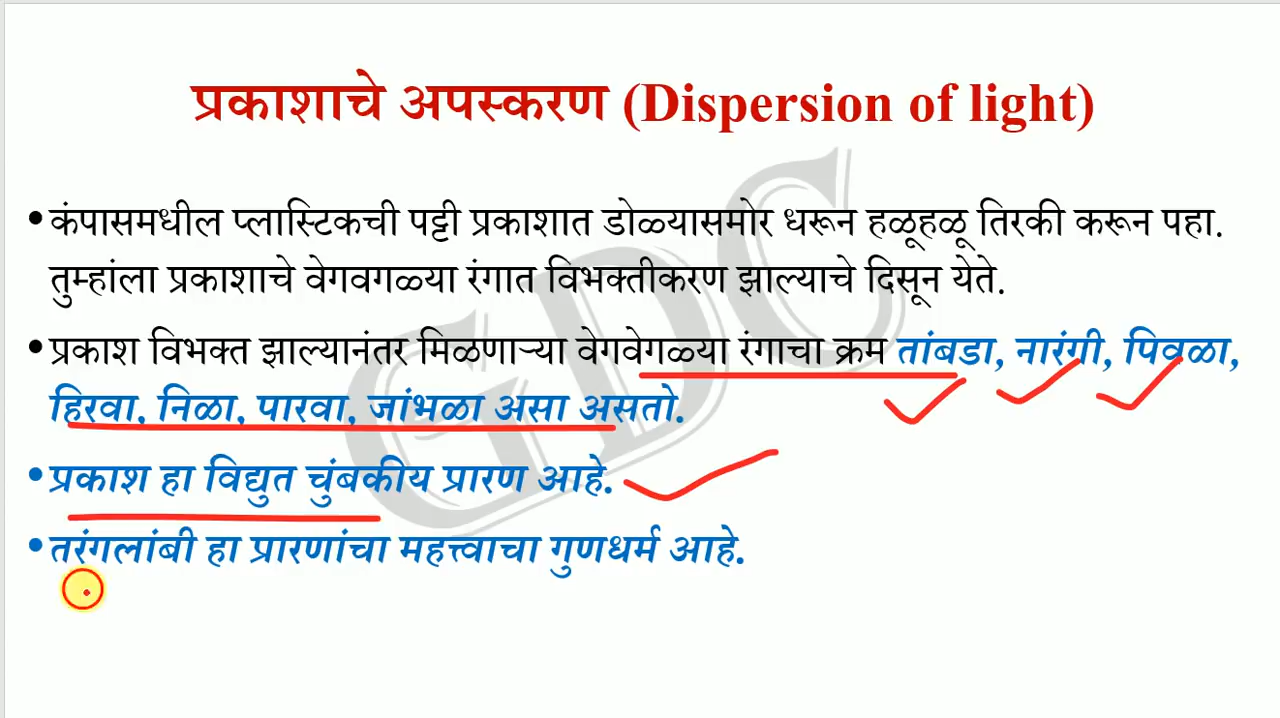 प्रकाशाचे अपस्करण (Dispersion of light)
•कंपासमधील प्लास्टिकची पट्टी प्रकाशात डोळ्यासमोर धरून हळूहळू तिरकी करून पहा.
तुम्हांला प्रकाशाचे वेगवगळ्या रंगात विभक्तीकरण झाल्याचे दिसून येते.
•प्रकाश विभक्त झाल्यानंतर मिळणाऱ्या वेगवेगळ्या रंगाचा क्रम तांबडा, नारंगी, पिवळा,
हिरवा, निळा, पारवा, जांभळा असा असतो.
•प्रकाश हा विद्युत चुंबकीय प्रारण आहे.
•तरंगलांबी हा प्रारणांचा महत्त्वाचा गुणधर्म आहे.
GDC